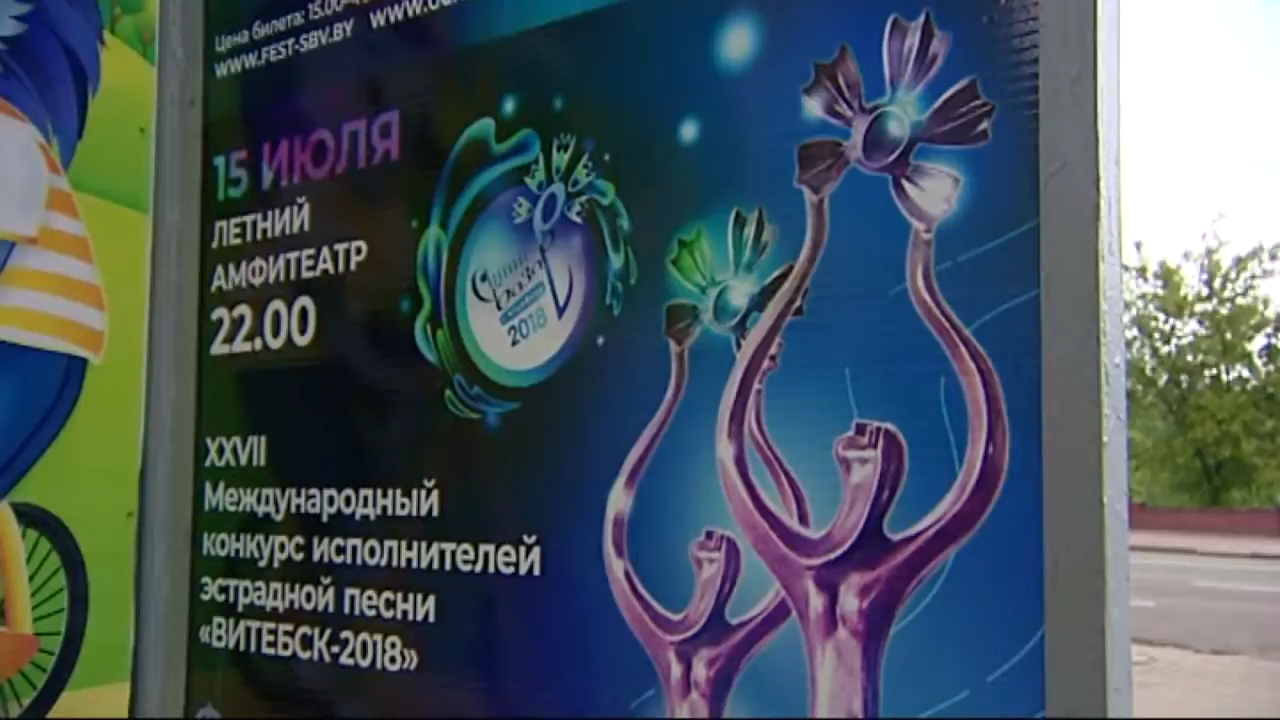 Цена билета: 15.00
WWW.FEST-SBV.BY WWW.
15 ИЮЛЯ
ЛЕТНИЙ
АМФИТЕАТР
22.00
2018
XXVII
Международный
конкурс исполнителей
эстрадной песни
«ВИТЕБСК-2018»